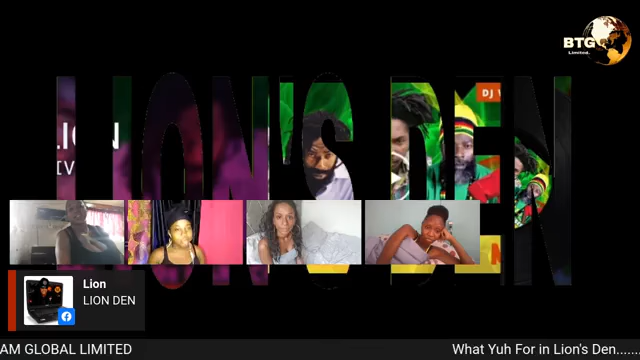 BTG
Limited.
LION'S DEN
DJ
LION
[V
Lion
LION DEN
AM GLOBAL LIMITED
What Yuh For in Lion's Den......